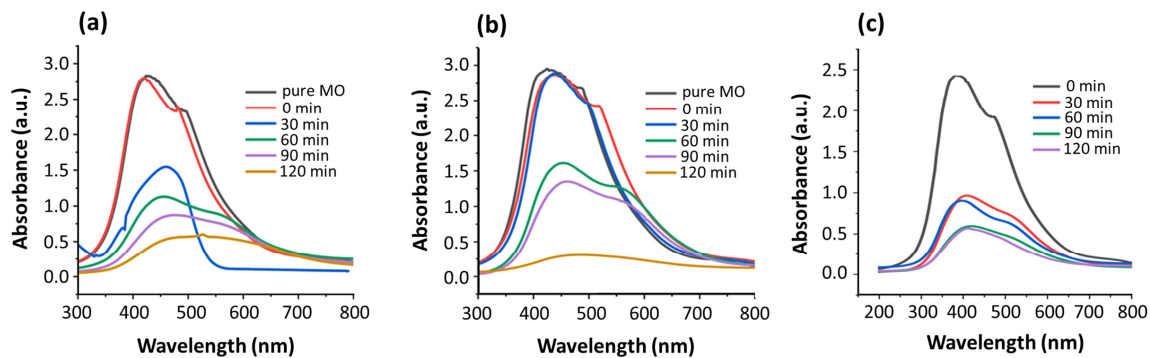 (a)
Absorbance (a.u.)
3.0
2.5
2.0
1.5
1.0
0.5
0.0
300 400 500 600 700 800
Wavelength (nm)
pure MO
0 min
30 min
60 min
90 min
120 min
(b)
Absorbance (a.u.)
3.0
2.5
2.0
1.5
1.0
0.5
0.0
300 400 500 600 700 800
Wavelength (nm)
pure MO
0 min
30 min
60 min
90 min
120 min
(c)
Absorbance (a.u.)
2.5
2.0
1.5
1.0
0.5
0.0
200 300 400 500 600 700 800
Wavelength (nm)
0 min
30 min
60 min
90 min
120 min